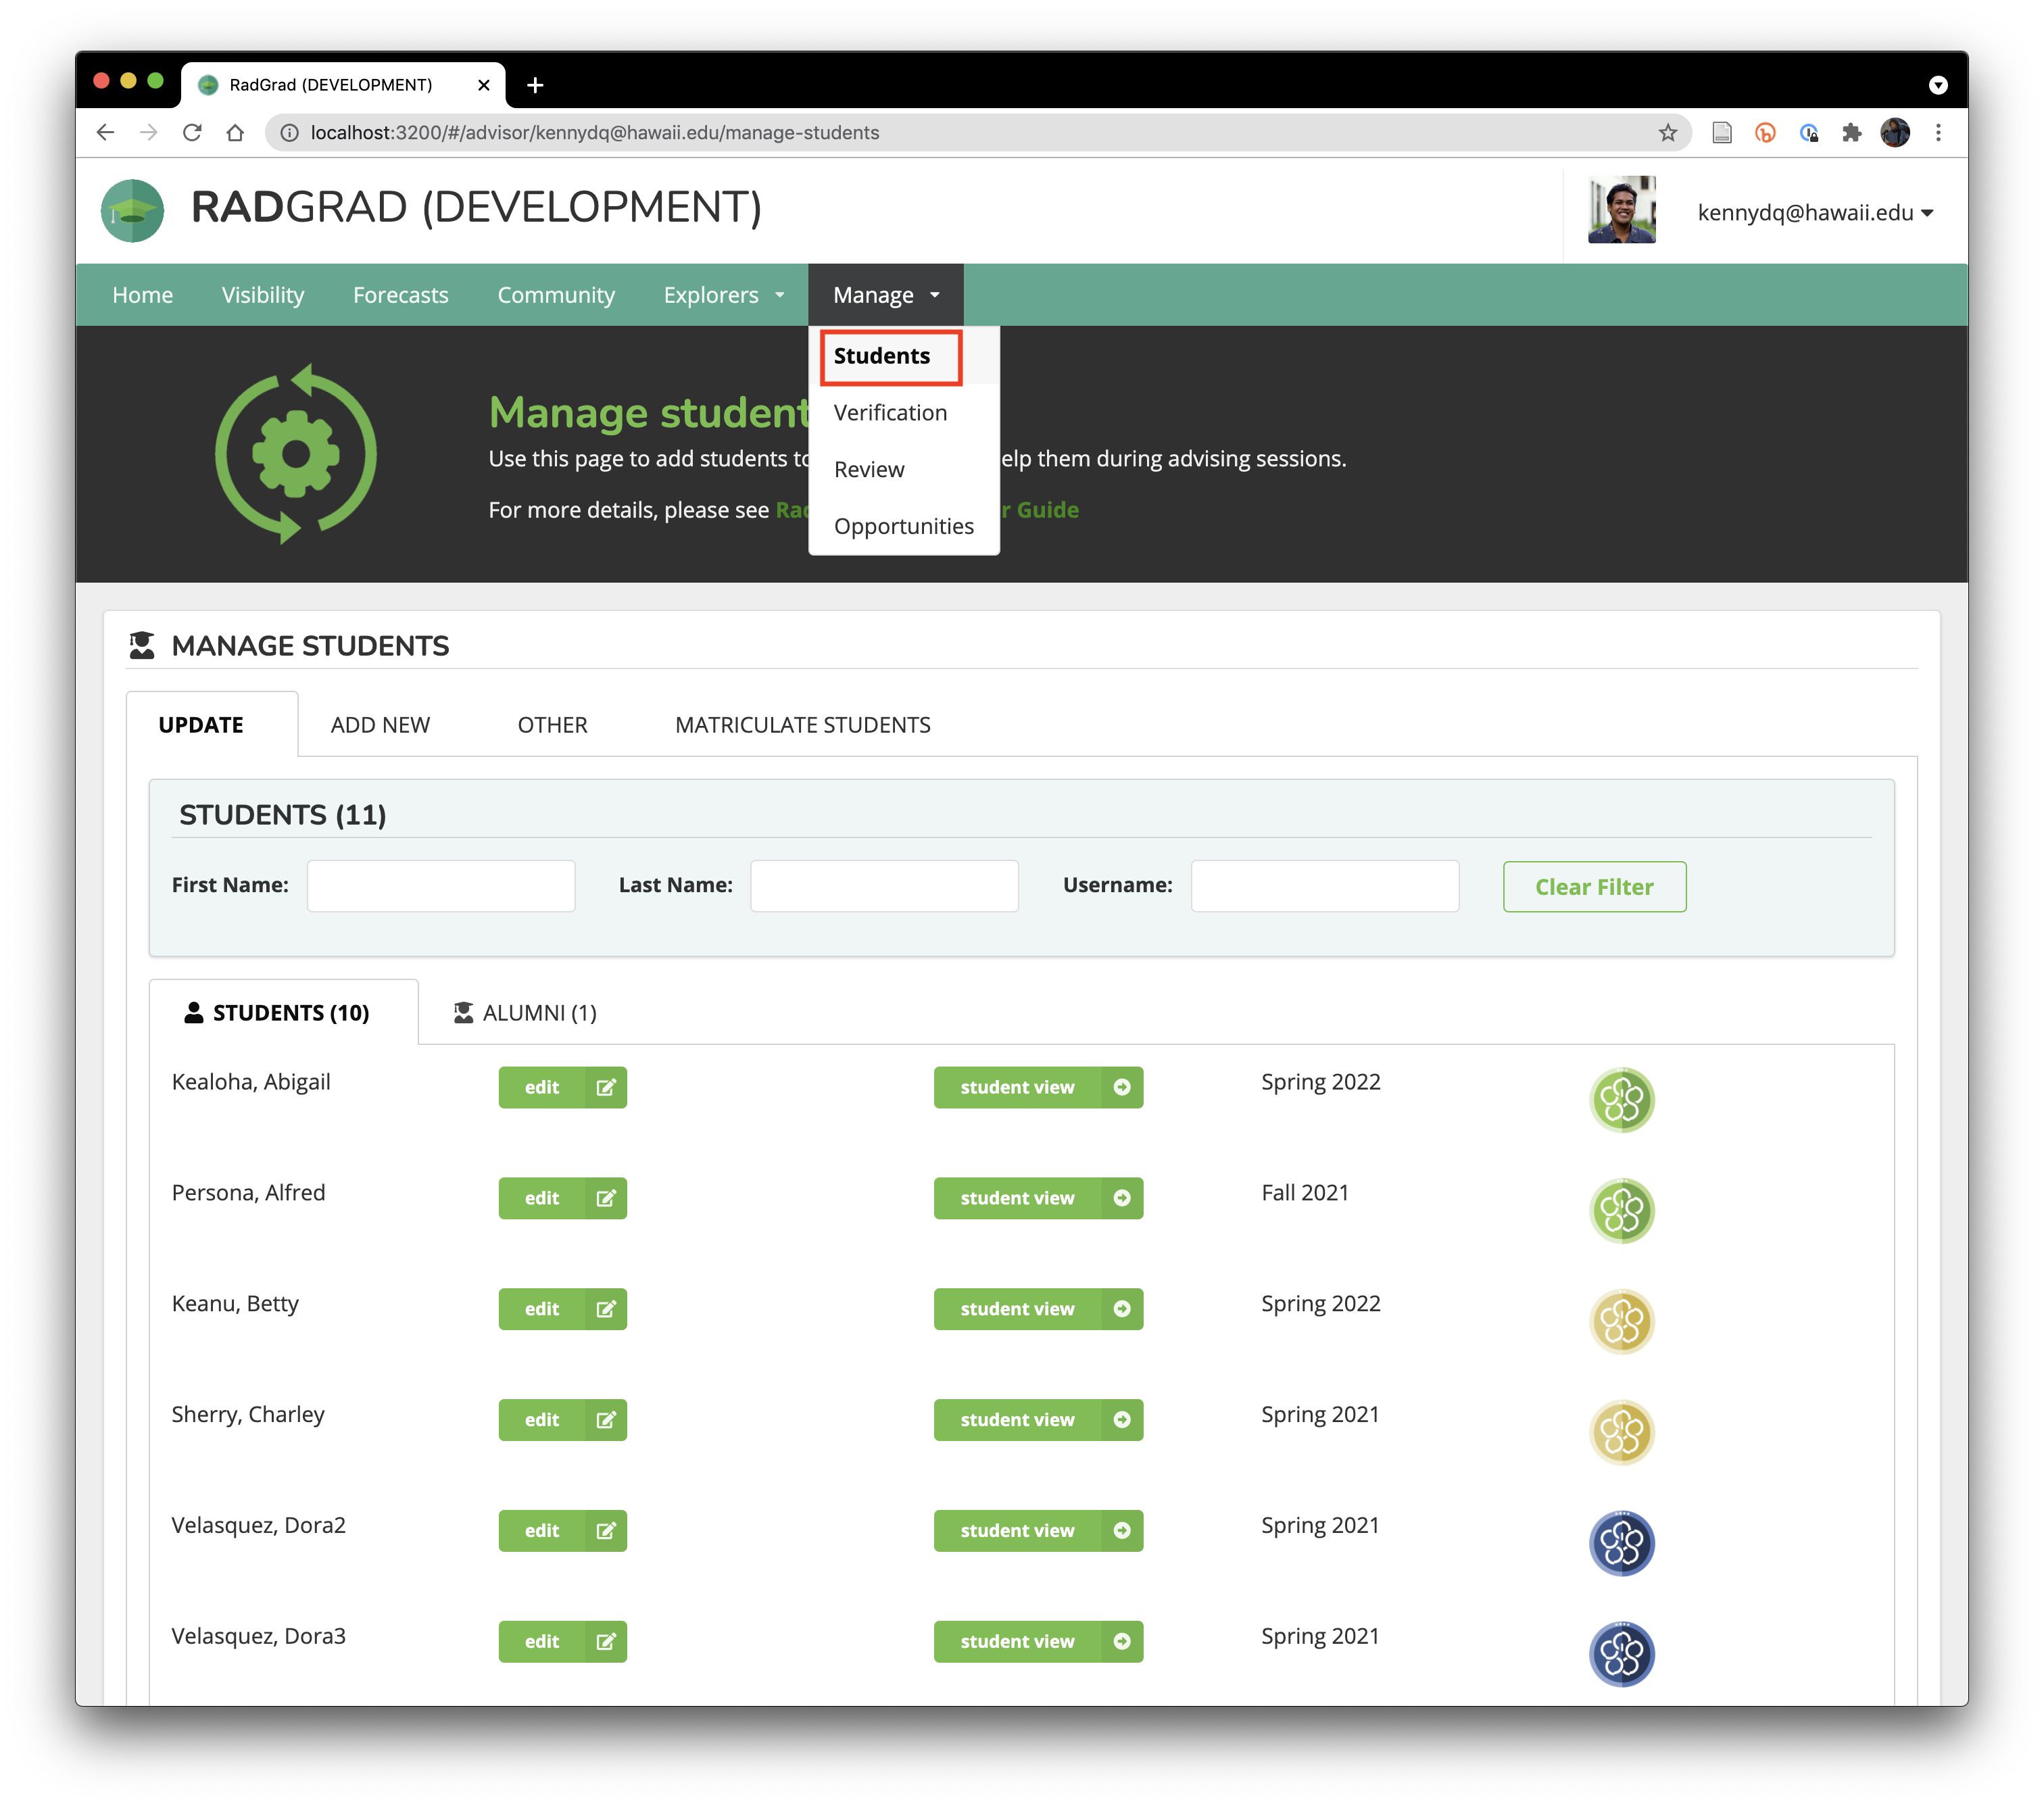 RadGrad (DEVELOPMENT)
localhost:3200/#/advisor/kennydq@hawaii.edu/manage-students
RADGRAD (DEVELOPMENT)
kennydq@hawaii.edu
Home Visibility Forecasts Community Explorers Manage
Students
Verification
Review
Opportunities
Manage student
Use this page to add students to elp them during advising sessions.
For more details, please see Rad r Guide
MANAGE STUDENTS
UPDATE ADD NEW OTHER MATRICULATE STUDENTS
STUDENTS (11)
First Name: Last Name: Username: Clear Filter
STUDENTS (10) ALUMNI (1)
Kealoha, Abigail edit student view Spring 2022
Persona, Alfred edit student view Fall 2021
Keanu, Betty edit student view Spring 2022
Sherry, Charley edit student view Spring 2021
Velasquez, Dora2 edit student view Spring 2021
Velasquez, Dora3 edit student view Spring 2021